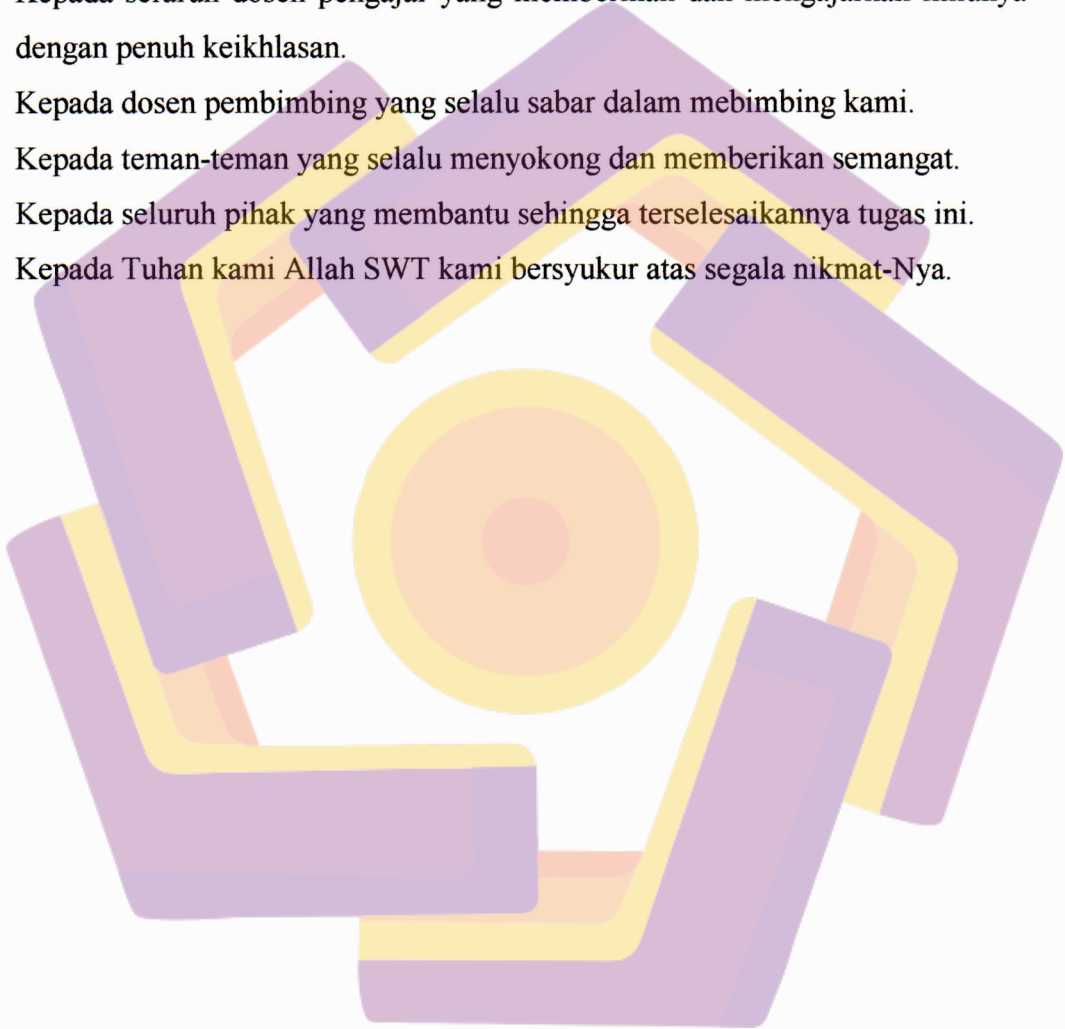 dengan penuh keikhlasan.
Kepada dosen pembimbing yang selalu sabar dalam mebimbing kami.
Kepada teman-teman yang selalu menyokong dan memberikan semangat.
Kepada seluruh pihak yang membantu sehingga terselesaikannya tugas ini.
Kepada Tuhan kami Allah SWT kami bersyukur atas segala nikmat-Nya.